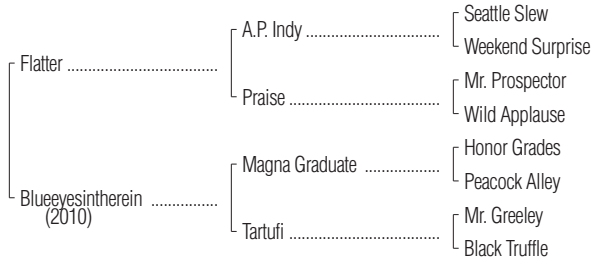 Seattle Slew
A.P. Indy ................................
Weekend Surprise
Flatter ....................................
Mr. Prospector
Praise ....................................
Wild Applause
Honor Grades
Magna Graduate ..................
Peacock Alley
Blueeyesintherein ................
(2010)
Mr. Greeley
Tartufi ....................................
Black Truffle